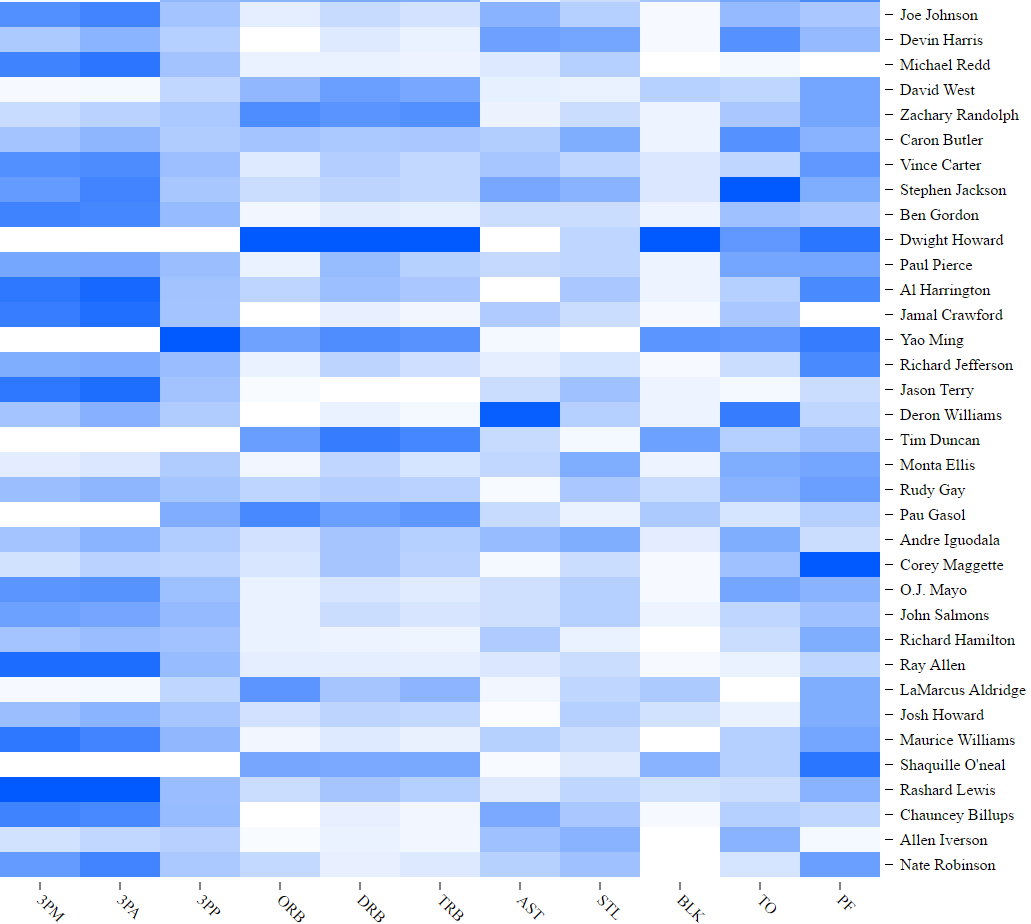 Joe Johnson
Devin Harris
Michael Redd
David West
Zachary Randolph
Caron Butler
Vince Carter
Stephen Jackson
Ben Gordon
Dwight Howard
Paul Pierce
Al Harrington
Jamal Crawford
Yao Ming
Richard Jefferson
Jason Terry
Deron Williams
Tim Duncan
Monta Ellis
Rudy Gay
Pau Gasol
Andre Iguodala
Corey Maggette
O.J. Mayo
John Salmons
Richard Hamilton
Ray Allen
LaMarcus Aldridge
Josh Howard
Maurice Williams
Shaquille O'neal
Rashard Lewis
Chauncey Billups
Allen Iverson
Nate Robinson
3PM 3PA 3PP ORB DRB TRB AST STL BLK TO PF